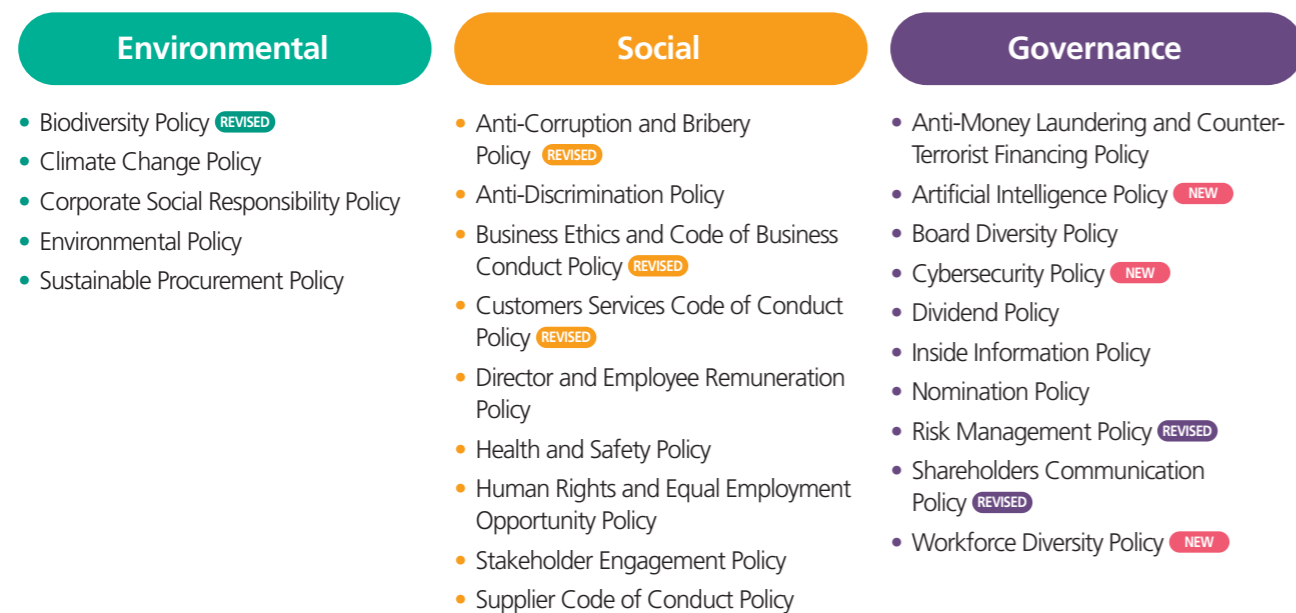 Environmental
• Biodiversity Policy REVISED
• Climate Change Policy
• Corporate Social Responsibility Policy
• Environmental Policy
• Sustainable Procurement Policy
Social
• Anti-Corruption and Bribery
Policy REVISED
• Anti-Discrimination Policy
• Business Ethics and Code of Business
Conduct Policy REVISED
• Customers Services Code of Conduct
Policy REVISED
• Director and Employee Remuneration
Policy
• Health and Safety Policy
• Human Rights and Equal Employment
Opportunity Policy
• Stakeholder Engagement Policy
• Supplier Code of Conduct Policy
Governance
• Anti-Money Laundering and Counter-
Terrorist Financing Policy
• Artificial Intelligence Policy NEW
• Board Diversity Policy
• Cybersecurity Policy NEW
• Dividend Policy
• Inside Information Policy
• Nomination Policy
• Risk Management Policy REVISED
• Shareholders Communication
Policy REVISED
• Workforce Diversity Policy NEW